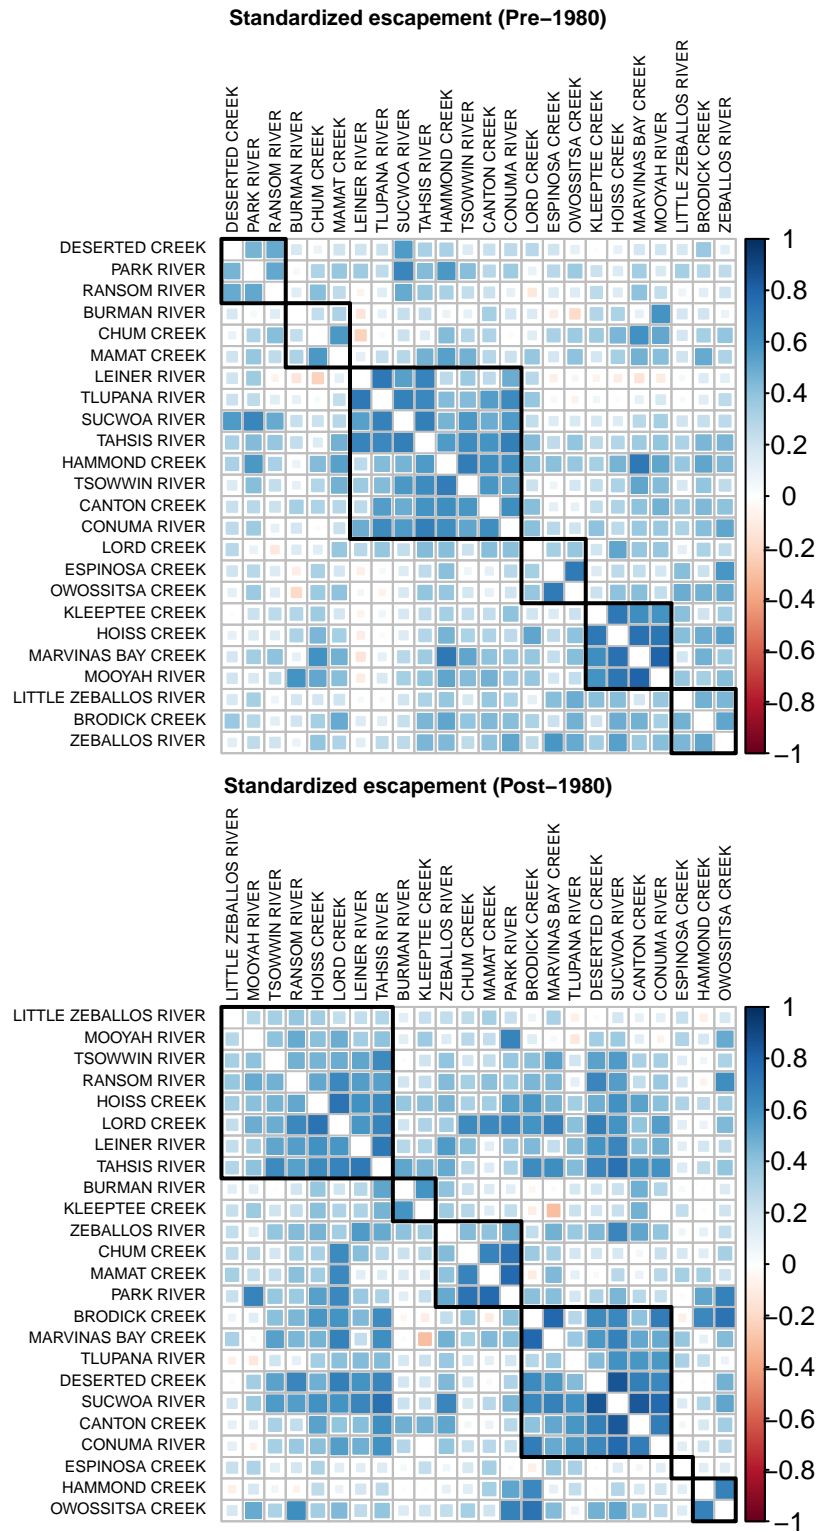 Standardized escapement (Pre−1980)
DESERTED CREEK
PARK RIVER
RANSOM RIVER
BURMAN RIVER
CHUM CREEK
MAMAT CREEK
LEINER RIVER
TLUPANA RIVER
SUCWOA RIVER
TAHSIS RIVER
HAMMOND CREEK
TSOWWIN RIVER
CANTON CREEK
CONUMA RIVER
LORD CREEK
ESPINOSA CREEK
OWOSSITSA CREEK
KLEEPTEE CREEK
HOISS CREEK
MARVINAS BAY CREEK
MOOYAH RIVER
LITTLE ZEBALLOS RIVER
BRODICK CREEK
ZEBALLOS RIVER
DESERTED CREEK
PARK RIVER
RANSOM RIVER
BURMAN RIVER
CHUM CREEK
MAMAT CREEK
LEINER RIVER
TLUPANA RIVER
SUCWOA RIVER
TAHSIS RIVER
HAMMOND CREEK
TSOWWIN RIVER
CANTON CREEK
CONUMA RIVER
LORD CREEK
ESPINOSA CREEK
OWOSSITSA CREEK
KLEEPTEE CREEK
HOISS CREEK
MARVINAS BAY CREEK
MOOYAH RIVER
LITTLE ZEBALLOS RIVER
BRODICK CREEK
ZEBALLOS RIVER
1
0.8
0.6
0.4
0.2
0
−0.2
−0.4
−0.6
−0.8
−1
Standardized escapement (Post−1980)
LITTLE ZEBALLOS RIVER
MOOYAH RIVER
TSOWWIN RIVER
RANSOM RIVER
HOISS CREEK
LORD CREEK
LEINER RIVER
TAHSIS RIVER
BURMAN RIVER
KLEEPTEE CREEK
ZEBALLOS RIVER
CHUM CREEK
MAMAT CREEK
PARK RIVER
BRODICK CREEK
MARVINAS BAY CREEK
TLUPANA RIVER
DESERTED CREEK
SUCWOA RIVER
CANTON CREEK
CONUMA RIVER
ESPINOSA CREEK
HAMMOND CREEK
OWOSSITSA CREEK
LITTLE ZEBALLOS RIVER
MOOYAH RIVER
TSOWWIN RIVER
RANSOM RIVER
HOISS CREEK
LORD CREEK
LEINER RIVER
TAHSIS RIVER
BURMAN RIVER
KLEEPTEE CREEK
ZEBALLOS RIVER
CHUM CREEK
MAMAT CREEK
PARK RIVER
BRODICK CREEK
MARVINAS BAY CREEK
TLUPANA RIVER
DESERTED CREEK
SUCWOA RIVER
CANTON CREEK
CONUMA RIVER
ESPINOSA CREEK
HAMMOND CREEK
OWOSSITSA CREEK
1
0.8
0.6
0.4
0.2
0
−0.2
−0.4
−0.6
−0.8
−1